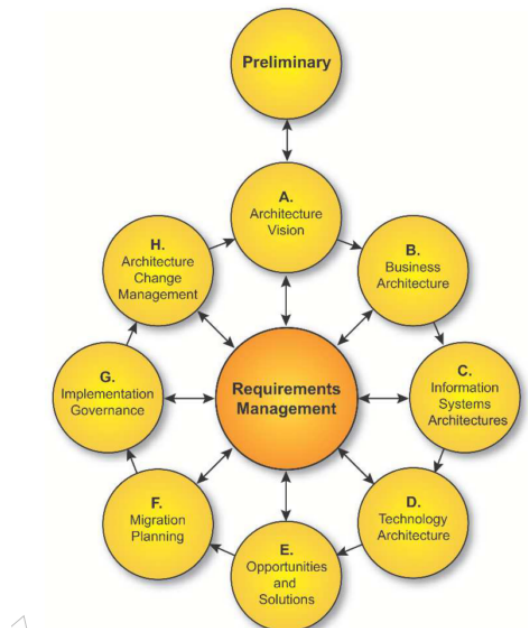 Preliminary
A.
Architecture
Vision
B.
Business
Architecture
C.
Information
Systems
Architectures
D.
Technology
Architecture
E.
Opportunities
and
Solutions
F.
Migration
Planning
G.
Implementation
Governance
H.
Architecture
Change
Management
Requirements
Management